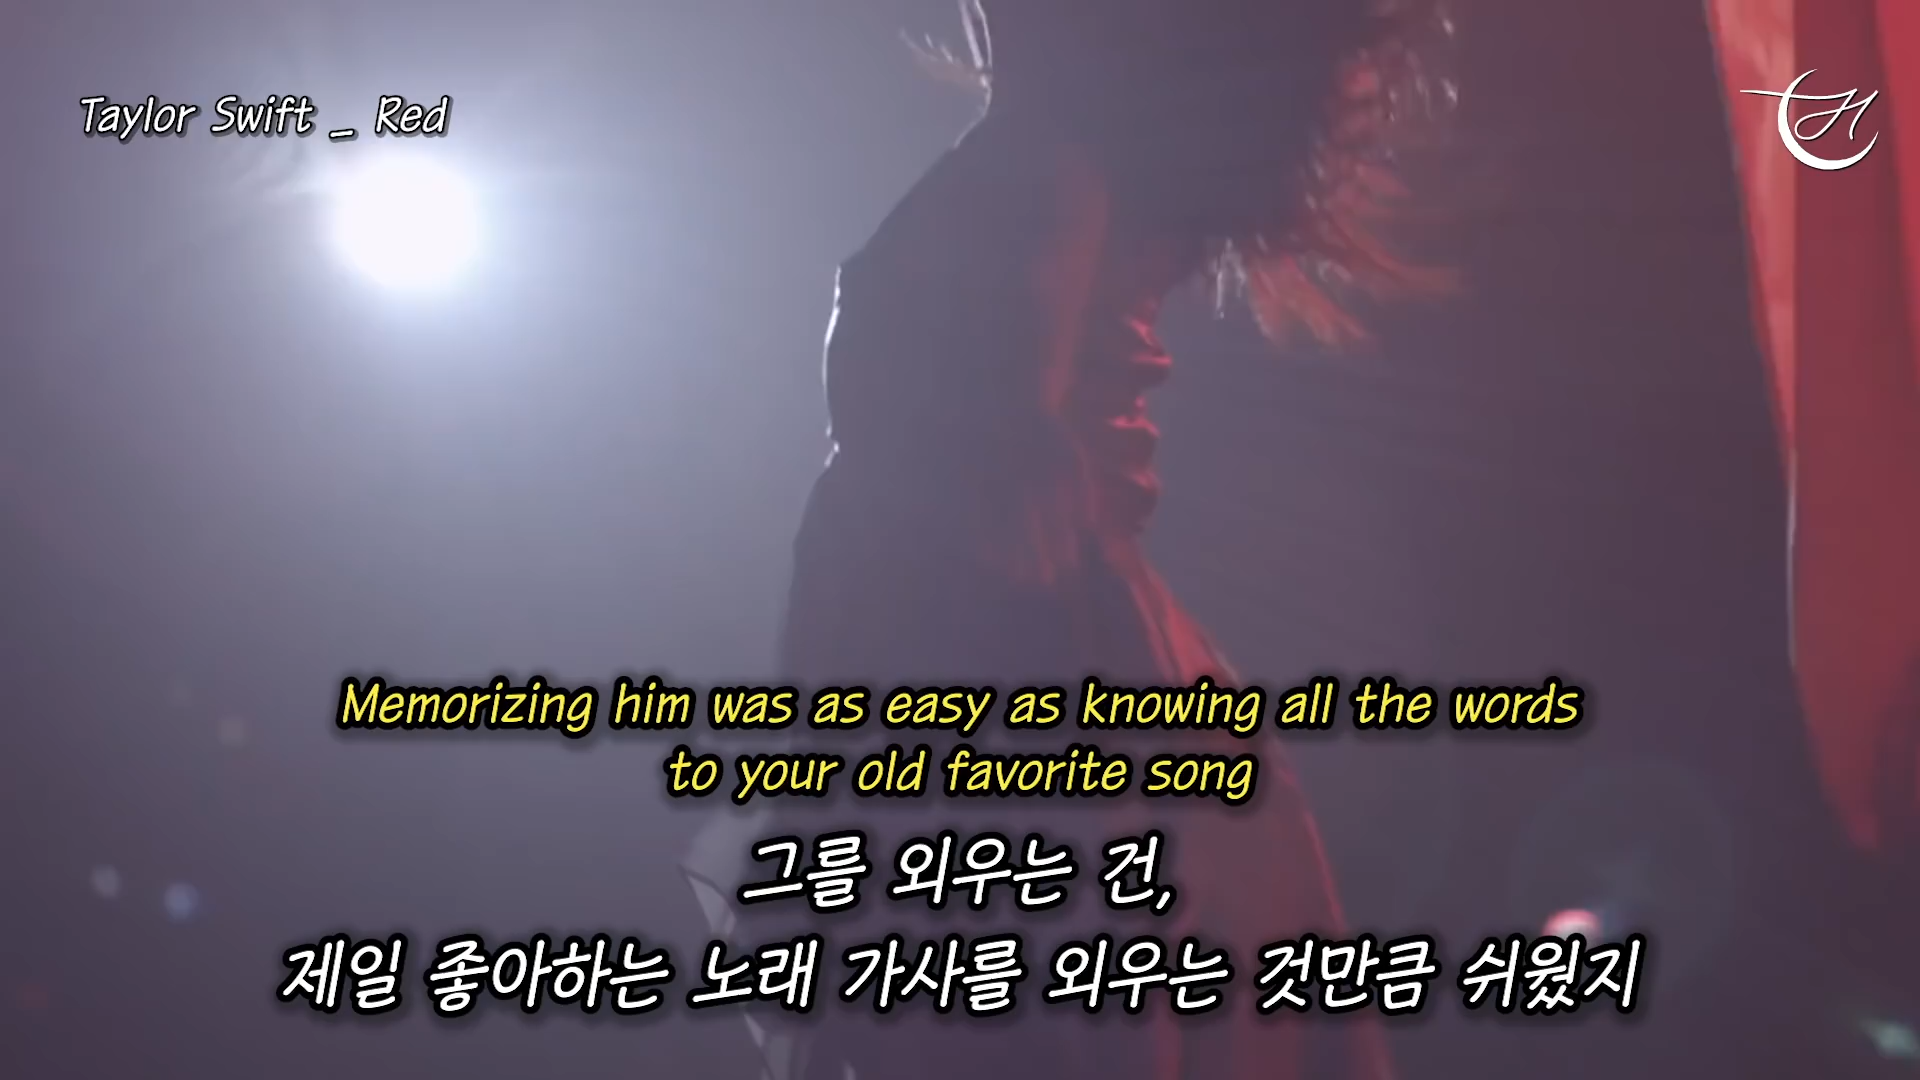 Taylor Swift _ Red
Memorizing him was as easy as knowing all the words
to your old favorite song
그를 외우는 건,
제일 좋아하는 노래 가사를 외우는 것만큼 쉬웠지